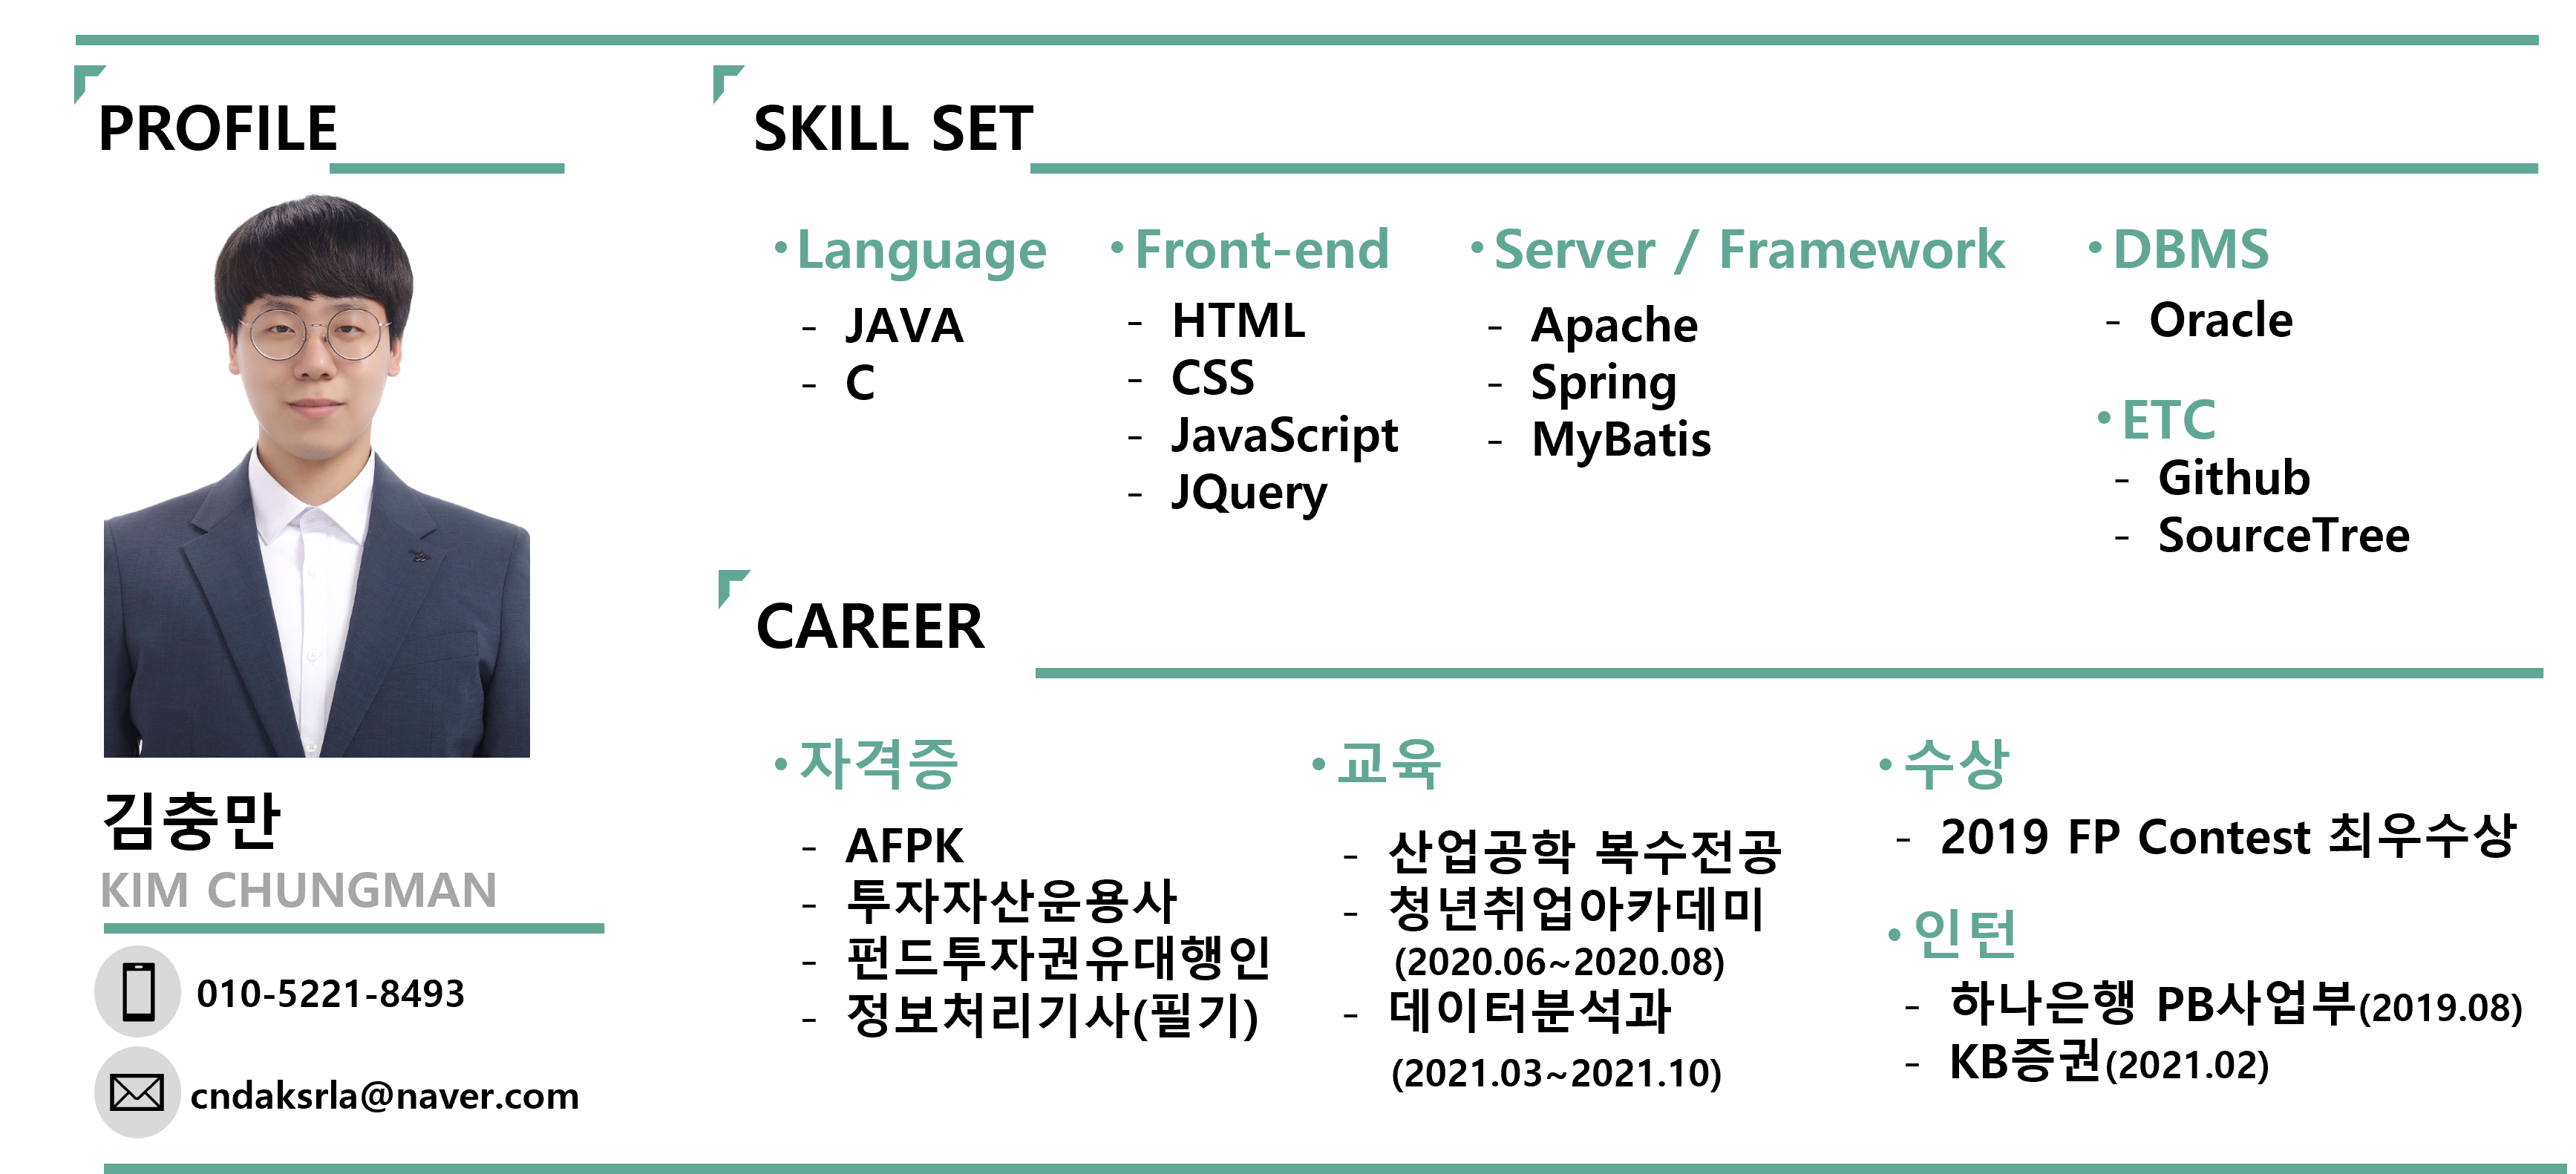 PROFILE
김충만
KIM CHUNGMAN
010-5221-8493
cndaksrla@naver.com
SKILL SET
•Language
- JAVA
- C
•Front-end
- HTML
- CSS
- JavaScript
- JQuery
•Server / Framework
- Apache
- Spring
- MyBatis
•DBMS
- Oracle
•ETC
- Github
- SourceTree
CAREER
•자격증
- AFPK
- 투자자산운용사
- 펀드투자권유대행인
- 정보처리기사(필기)
•교육
- 산업공학 복수전공
- 청년취업아카데미
(2020.06~2020.08)
- 데이터분석과
(2021.03~2021.10)
•수상
- 2019 FP Contest 최우수상
•인턴
- 하나은행 PB사업부(2019.08)
- KB증권(2021.02)